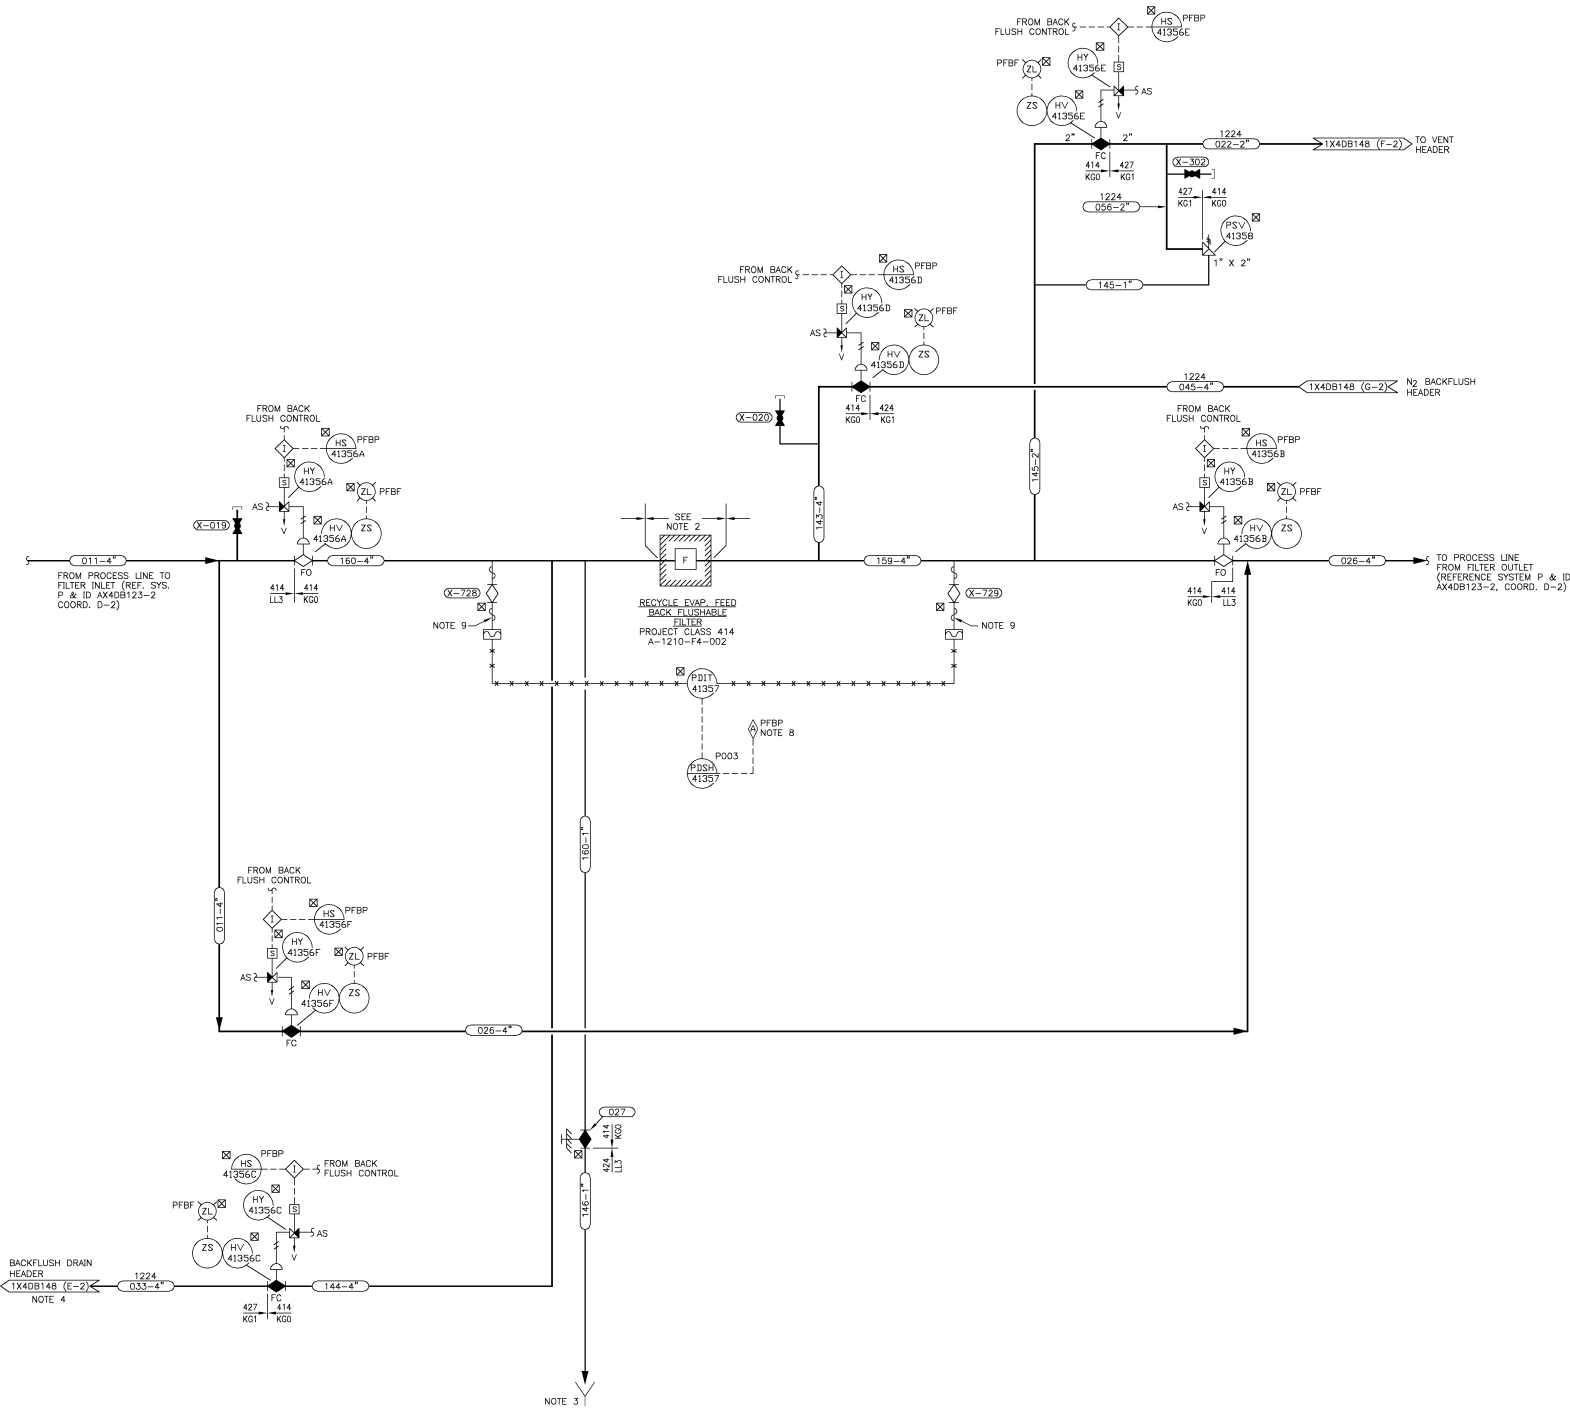 FROM BACK
FLUSH CONTROL
I
HS
41356E
PFBP
PFBF
ZL
HY
41356E
S
AS
V
ZS
HV
41356E
2"
2"
FC
414
KG0
427
KG1
1224
022-2"
1X4DB148 (F-2)
TO VENT
HEADER
X-302
1224
056-2"
427
KG1
414
KG0
PSV
41358
1" X 2"
145-1"
FROM BACK
FLUSH CONTROL
I
HS
41356D
PFBP
HY
41356D
S
AS
V
ZL
PFBF
HV
41356D
ZS
FC
414
KG0
424
KG1
1224
045-4"
1X4DB148 (G-2)
N2 BACKFLUSH
HEADER
X-020
143-4"
145-2"
FROM BACK
FLUSH CONTROL
I
HS
41356A
PFBP
HY
41356A
S
AS
V
ZL
PFBF
HV
41356A
ZS
X-019
011-4"
FROM PROCESS LINE TO
FILTER INLET (REF. SYS.
P & ID AX4DB123-2
COORD. D-2)
FO
414
LL3
414
KG0
160-4"
SEE
NOTE 2
F
RECYCLE EVAP. FEED
BACK FLUSHABLE
FILTER
PROJECT CLASS 414
A-1210-F4-002
159-4"
FROM BACK
FLUSH CONTROL
I
HS
41356B
PFBP
HY
41356B
S
AS
V
ZL
PFBF
HV
41356B
ZS
FO
414
KG0
414
LL3
026-4"
TO PROCESS LINE
FROM FILTER OUTLET
(REFERENCE SYSTEM P & ID
AX4DB123-2, COORD. D-2)
X-728
NOTE 9
X-729
NOTE 9
PDIT
41357
A
PFBP
NOTE 8
P003
PDSH
41357
160-1"
011-4"
FROM BACK
FLUSH CONTROL
I
HS
41356F
PFBP
HY
41356F
S
AS
V
ZL
PFBF
HV
41356F
ZS
FC
026-4"
027
414
KG0
424
LL3
146-1"
HS
41356C
PFBP
I
FROM BACK
FLUSH CONTROL
HY
41356C
S
AS
V
PFBF
ZL
ZS
HV
41356C
BACKFLUSH DRAIN
HEADER
1X4DB148 (E-2)
NOTE 4
1224
033-4"
FC
427
KG1
414
KG0
144-4"
NOTE 3